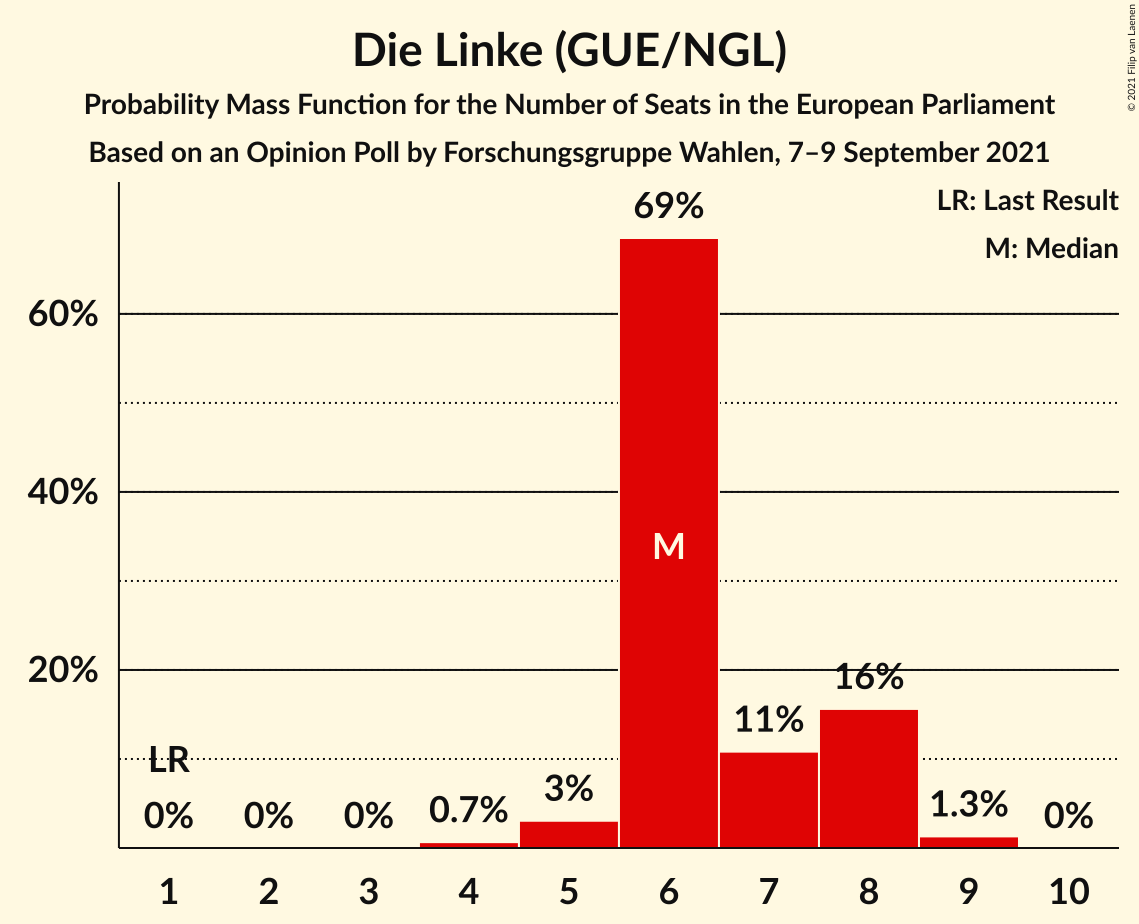 Die Linke (GUE/NGL)
Probability Mass Function for the Number of Seats in the European Parliament
Based on an Opinion Poll by Forschungsgruppe Wahlen, 7–9 September 2021
© 2021 Filip van Laenen
LR: Last Result
M: Median
69%
60%
40%
M
20%
16%
11%
LR
3%
1.3%
0.7%
0%
0%
0%
0%
1 2 3 4 5 6 7 8 9 10